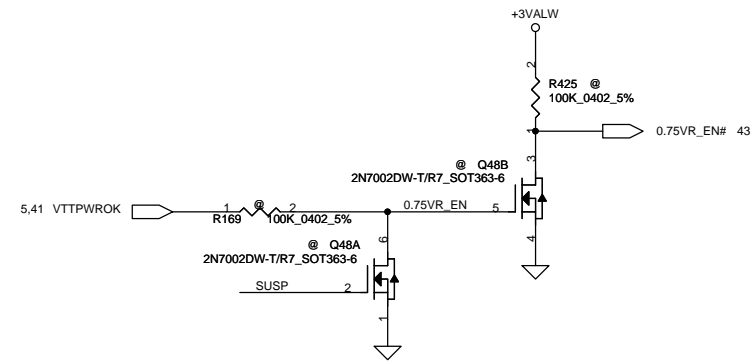 +3VALW
2
R425 @
100K_0402_5%
1
0.75VR_EN# 43
3
@ Q48B
2N7002DW-T/R7_SOT363-6
5,41 VTTPWROK
1
@
2
R169
100K_0402_5%
0.75VR_EN
5
4
6
@ Q48A
2N7002DW-T/R7_SOT363-6
SUSP
2
1